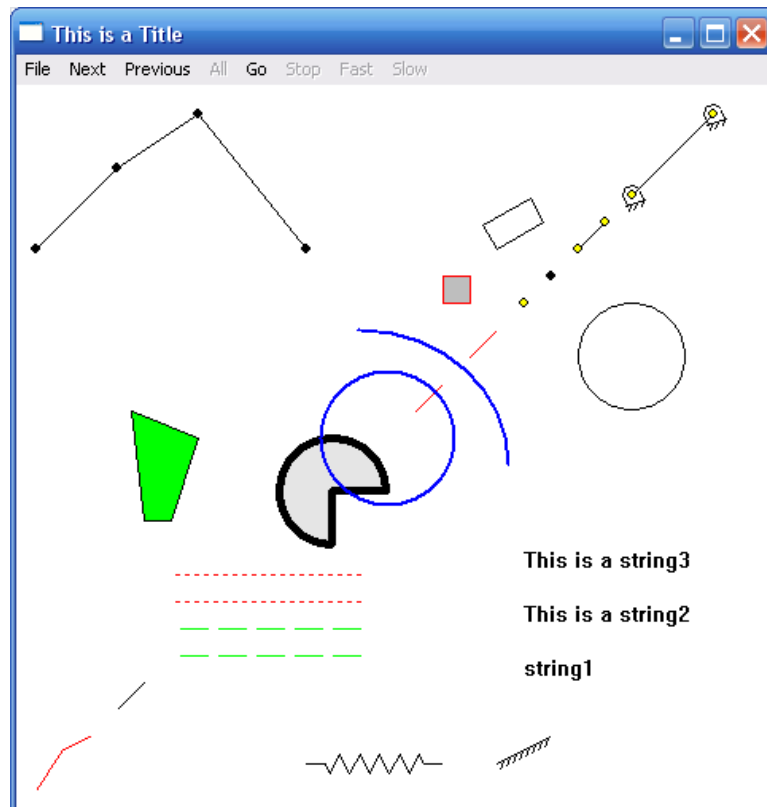 This is a Title
File Next Previous All Go Stop Fast Slow
This is a string3
This is a string2
string1